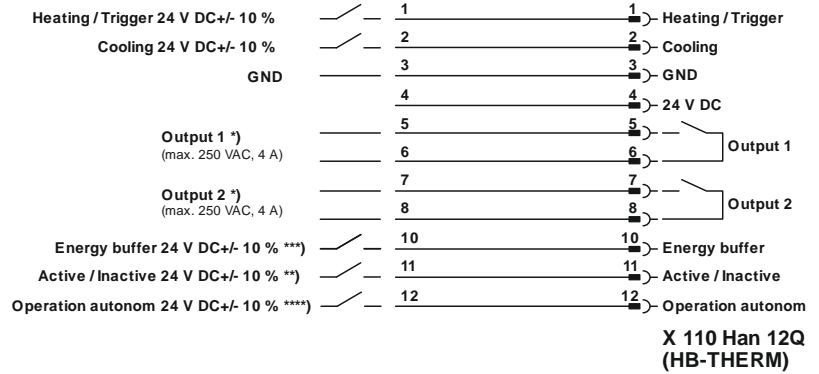 Heating / Trigger 24 V DC+/- 10 % 1 1 Heating / Trigger
Cooling 24 V DC+/- 10 % 2 2 Cooling
GND 3 3 GND
4 4 24 V DC
Output 1 *) 5 5
(max. 250 VAC, 4 A) 6 6 Output 1
Output 2 *) 7 7
(max. 250 VAC, 4 A) 8 8 Output 2
Energy buffer 24 V DC+/- 10 % ***) 10 10 Energy buffer
Active / Inactive 24 V DC+/- 10 % **) 11 11 Active / Inactive
Operation autonom 24 V DC+/- 10 % ****) 12 12 Operation autonom
X 110 Han 12Q
(HB-THERM)